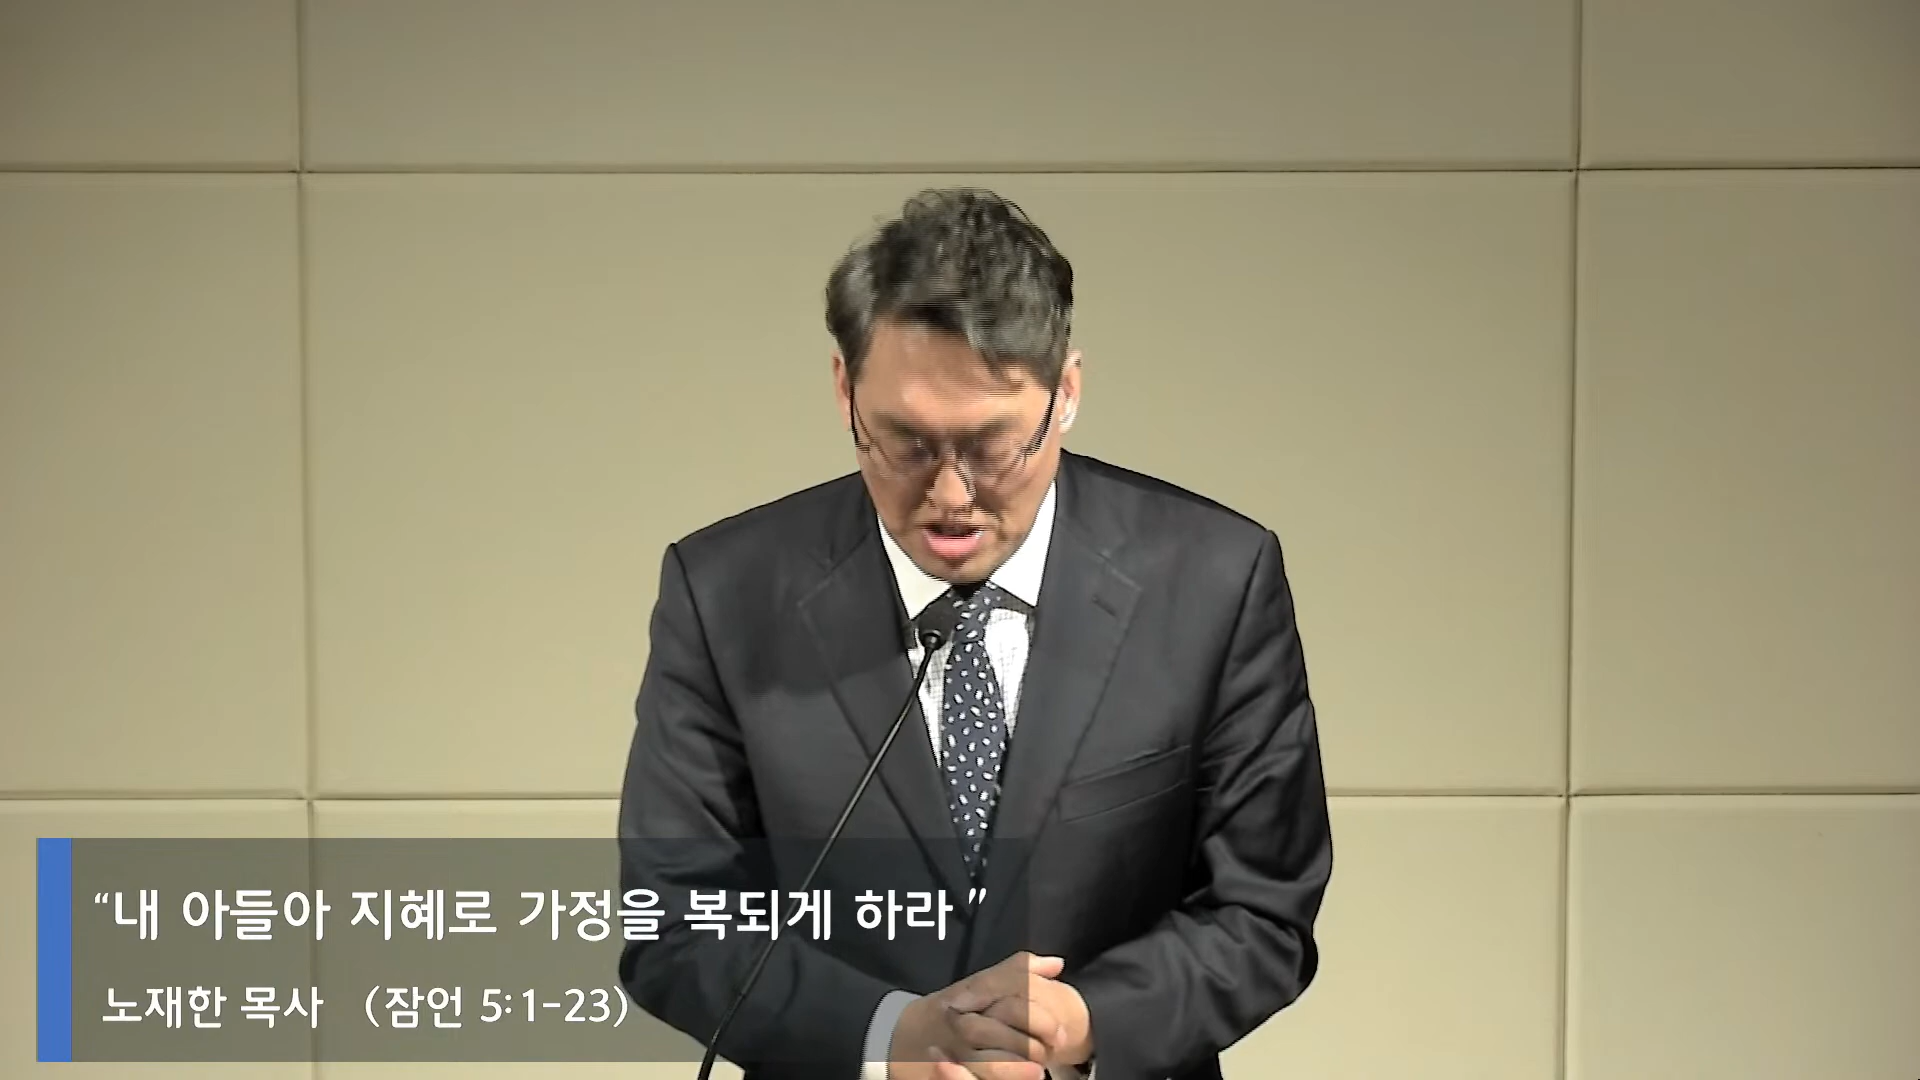 “내 아들아 지혜로 가정을 복되게 하라”
노재한 목사 (잠언 5:1-23)